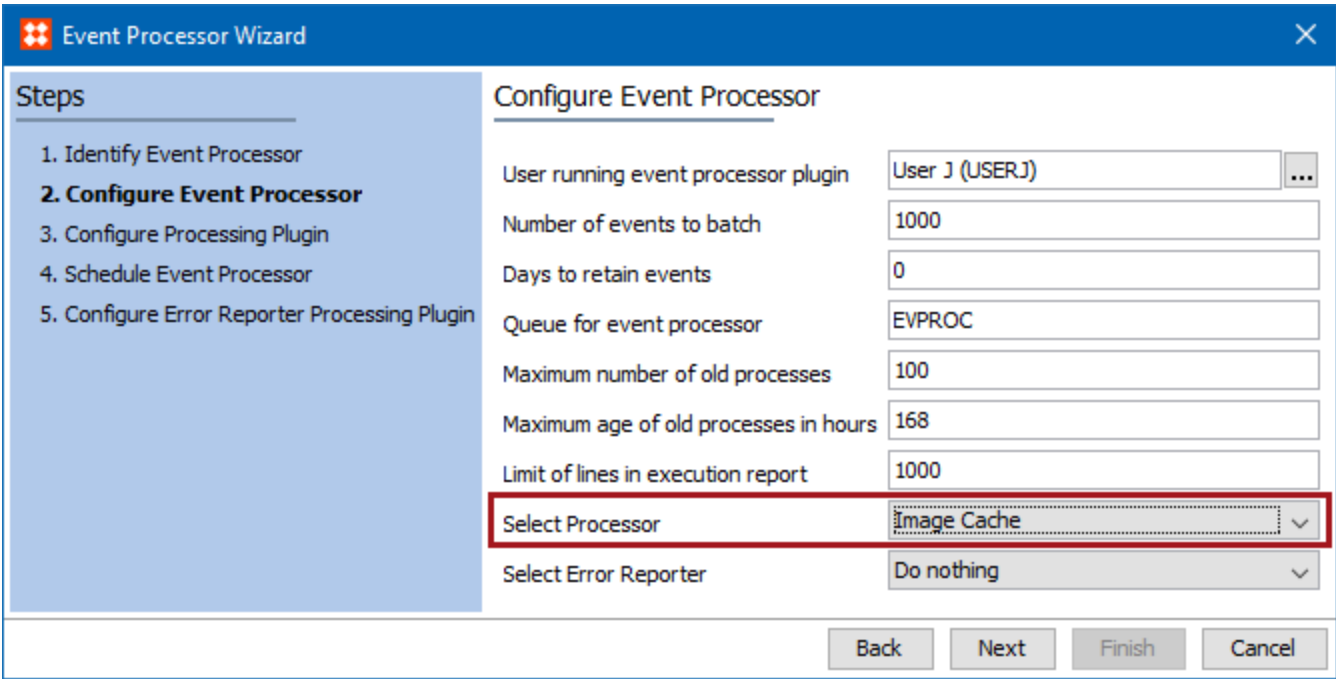 Event Processor Wizard
Steps
1. Identify Event Processor
2. Configure Event Processor
3. Configure Processing Plugin
4. Schedule Event Processor
5. Configure Error Reporter Processing Plugin
Configure Event Processor
User running event processor plugin User J (USERJ) ...
Number of events to batch 1000
Days to retain events 0
Queue for event processor EVPROC
Maximum number of old processes 100
Maximum age of old processes in hours 168
Limit of lines in execution report 1000
Select Processor Image Cache
Select Error Reporter Do nothing
Back Next Finish Cancel